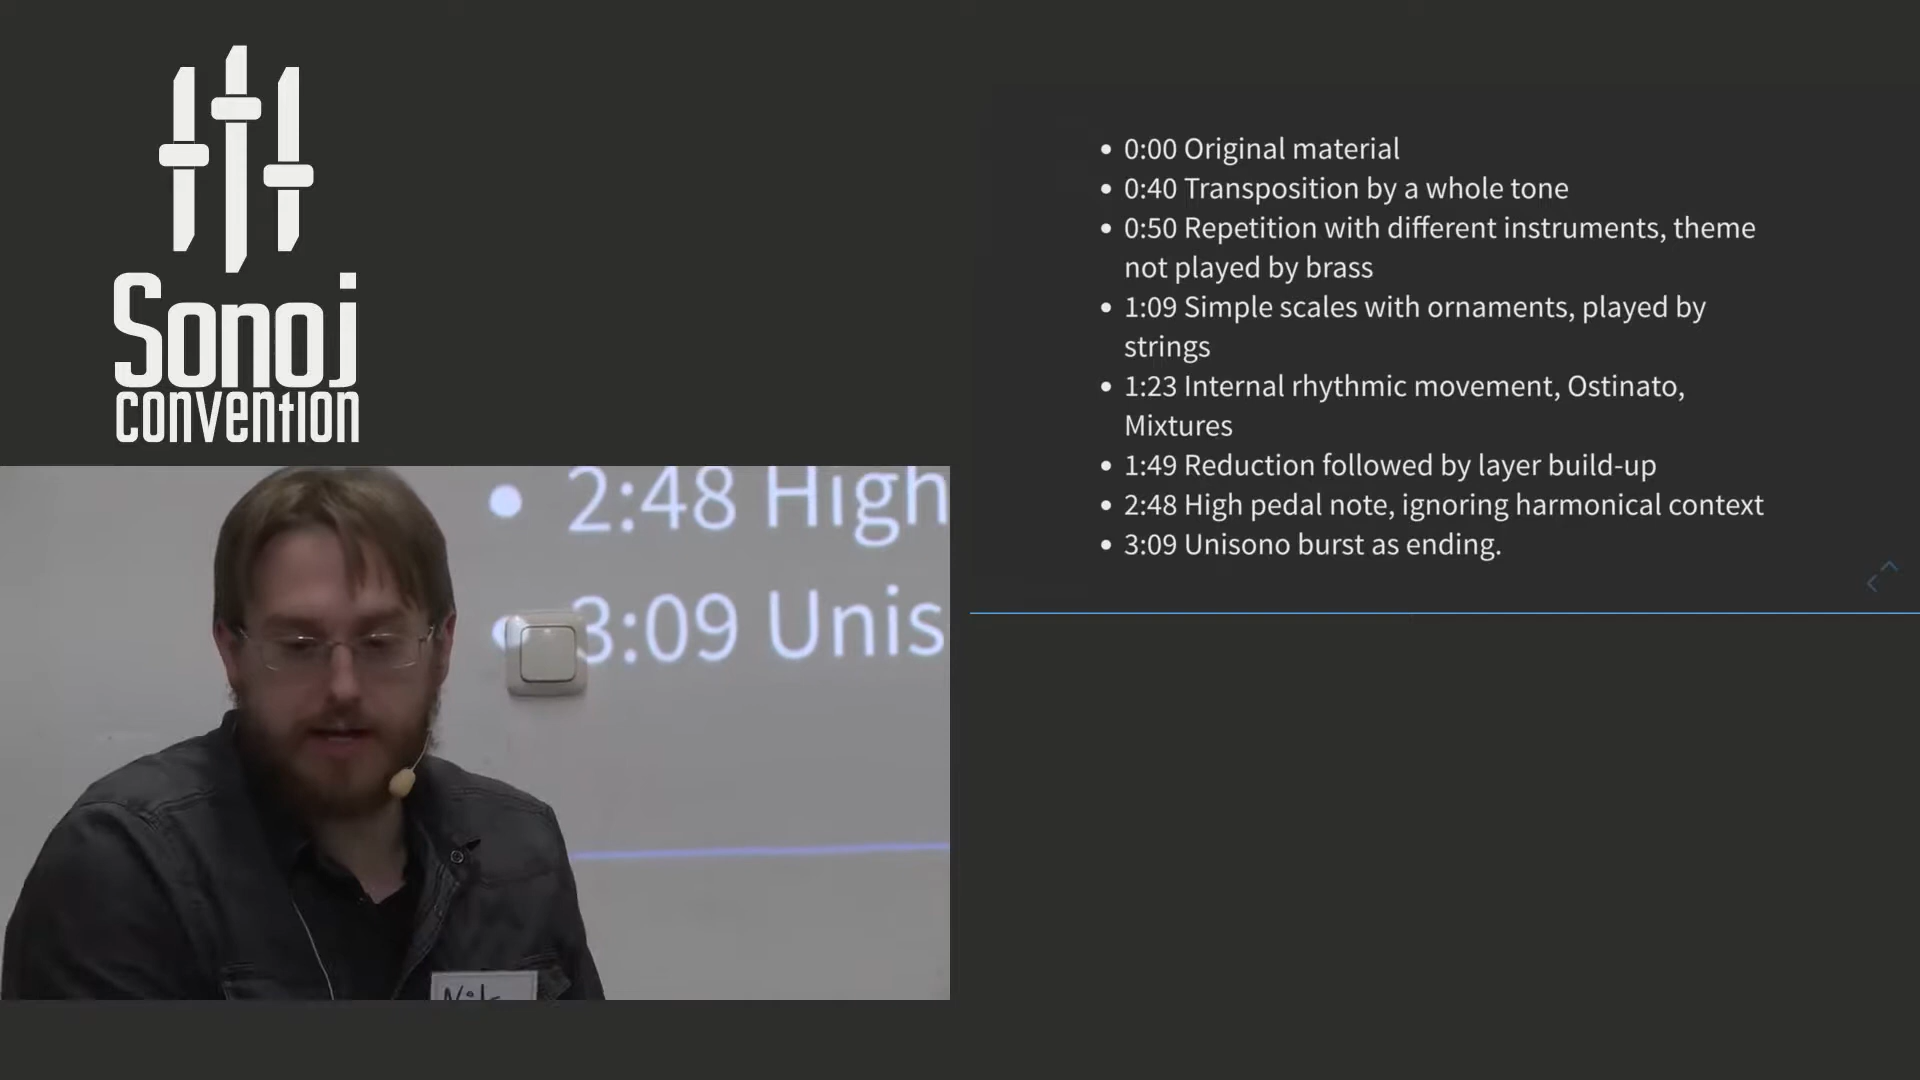 Sonoj
convention
• 0:00 Original material
• 0:40 Transposition by a whole tone
• 0:50 Repetition with different instruments, theme
not played by brass
• 1:09 Simple scales with ornaments, played by
strings
• 1:23 Internal rhythmic movement, Ostinato,
Mixtures
• 1:49 Reduction followed by layer build-up
• 2:48 High pedal note, ignoring harmonical context
• 3:09 Unisono burst as ending.
• 2:48 High
• 3:09 Unis